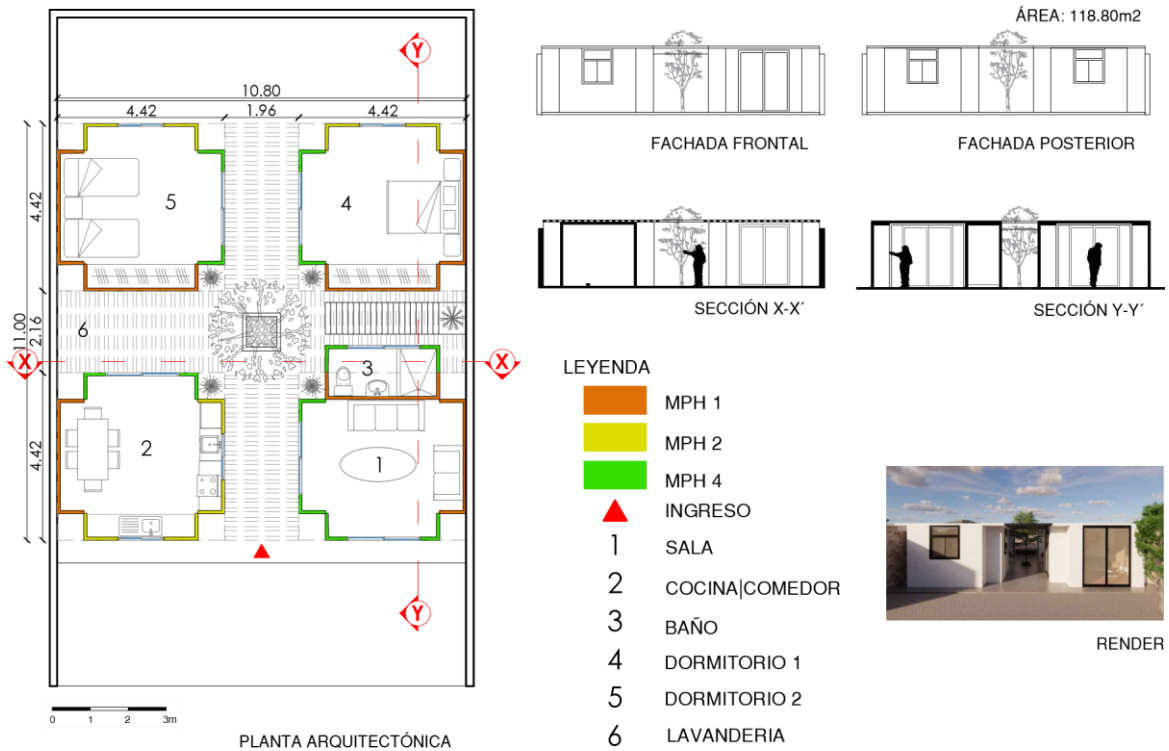 ÁREA: 118.80m2
Y
10.80
4.42
1.96
4.42
FACHADA FRONTAL
FACHADA POSTERIOR
4.42
5
4
SECCIÓN X-X´
SECCIÓN Y-Y´
11.00
2.16
6
X
X
3
LEYENDA
MPH 1
MPH 2
MPH 4
INGRESO
1 SALA
2 COCINA|COMEDOR
3 BAÑO
4 DORMITORIO 1
5 DORMITORIO 2
6 LAVANDERIA
4.42
2
1
Y
RENDER
0 1 2 3m
PLANTA ARQUITECTÓNICA